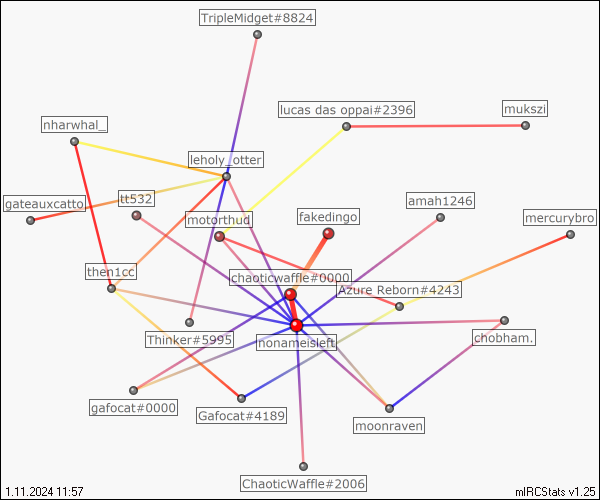 TripleMidget#8824
lucas das oppai#2396
mukszi
nharwhal_
leholy_otter
gateauxcatto
tt532
amah1246
motorthud
fakedingo
mercurybro
then1cc
chaoticwaffle#0000
Azure Reborn#4243
Thinker#5995
nonameisleft
chobham.
gafocat#0000
Gafocat#4189
moonraven
ChaoticWaffle#2006
1.11.2024 11:57
mIRCStats v1.25